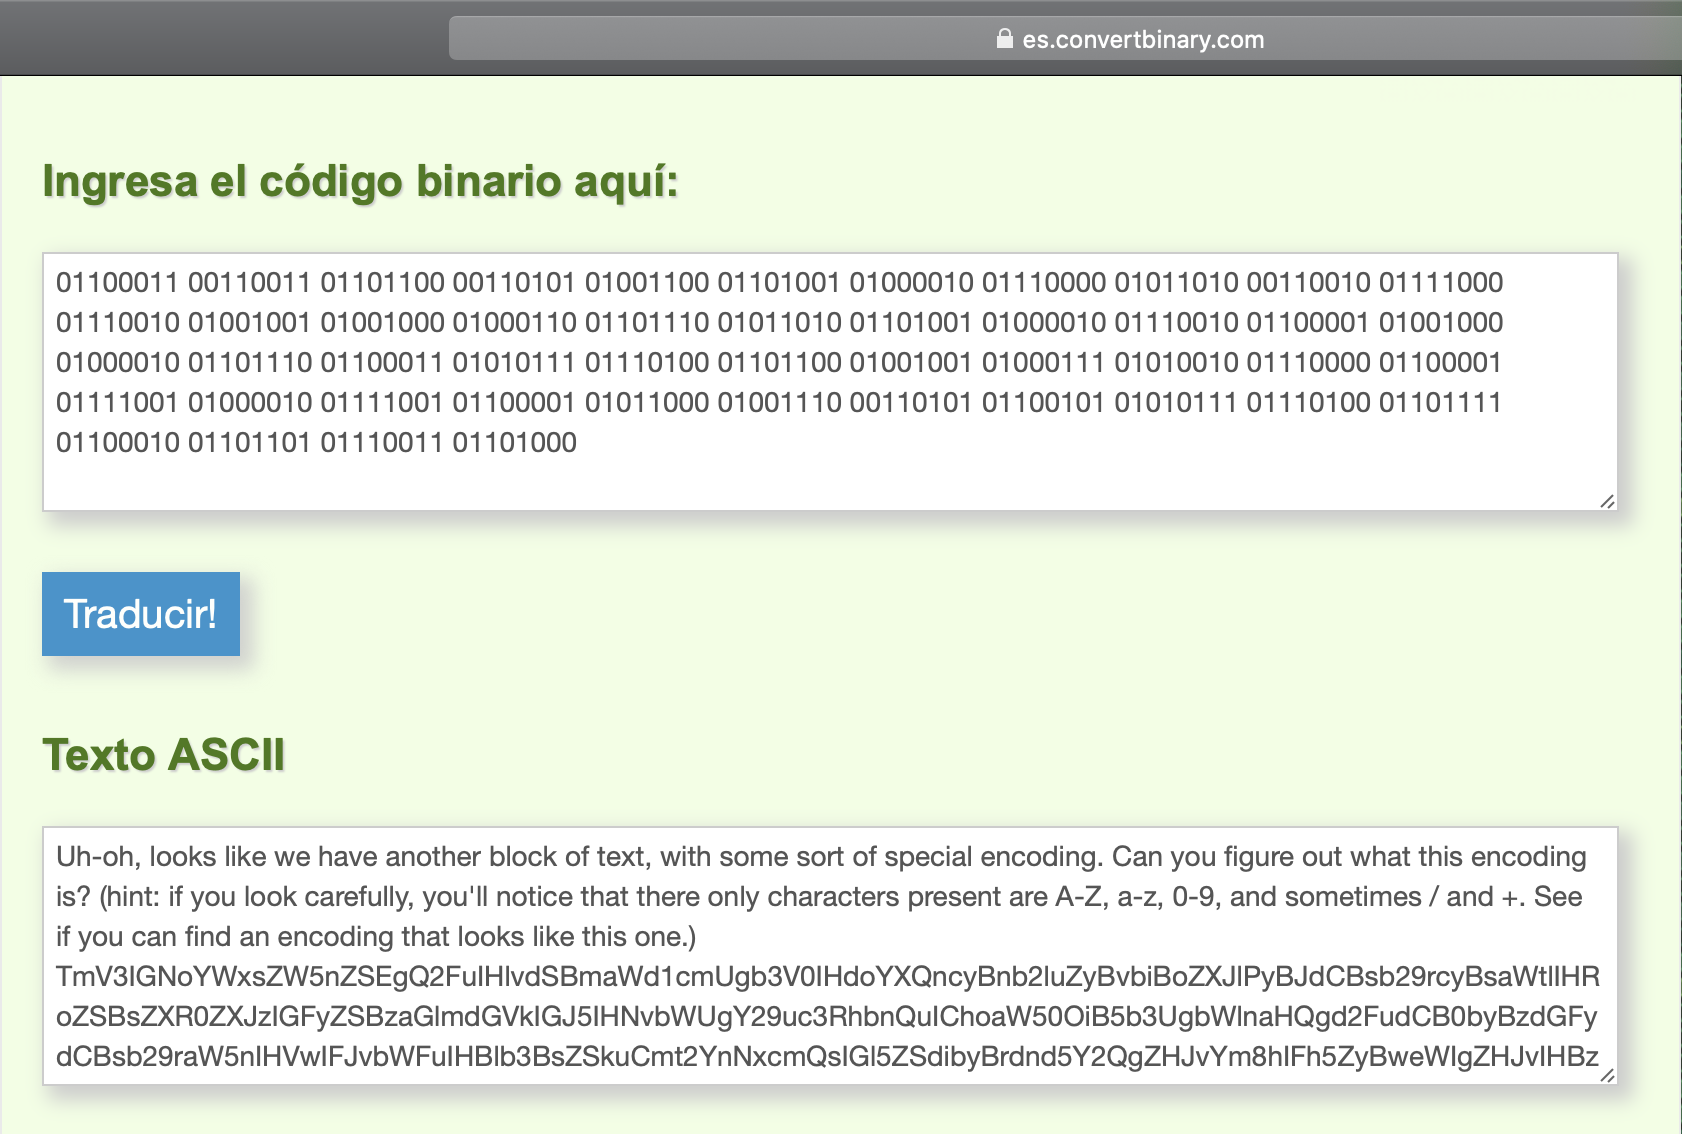 es.convertbinary.com
Ingresa el código binario aquí:
01100011 00110011 01101100 00110101 01001100 01101001 01000010 01110000 01011010 00110010 01111000
01110010 01001001 01001000 01000110 01101110 01011010 01101001 01000010 01110010 01100001 01001000
01000010 01101110 01100011 01010111 01110100 01101100 01001001 01000111 01010010 01110000 01100001
01111001 01000010 01111001 01100001 01011000 01001110 00110101 01100101 01010111 01110100 01101111
01100010 01101101 01110011 01101000
Traducir!
Texto ASCII
Uh-oh, looks like we have another block of text, with some sort of special encoding. Can you figure out what this encoding
is? (hint: if you look carefully, you'll notice that there only characters present are A-Z, a-z, 0-9, and sometimes / and +. See
if you can find an encoding that looks like this one.)
TmV3IGNoYWxsZW5nZSEgQ2FuIHlvdSBmaWd1cmUgb3V0IHdoYXQncyBnb2luZyBvbiBoZXJlPyBJdCBsb29rcyBsaWtlIHR
oZSBsZXR0ZXJzIGFyZSBzaGlmdGVkIGJ5IHNvbWUgY29uc3RhbnQuIChoaW50OiB5b3UgbWlnaHQgd2FudCB0byBzdGFy
dCBsb29raW5nIHVwIFJvbWFuIHBlb3BsZSkuCmt2YnNxcmQsIGl5ZSdibyBrdnd5Y2QgZHJvYm8hIFh5ZyBweWIgZHJvIHBz